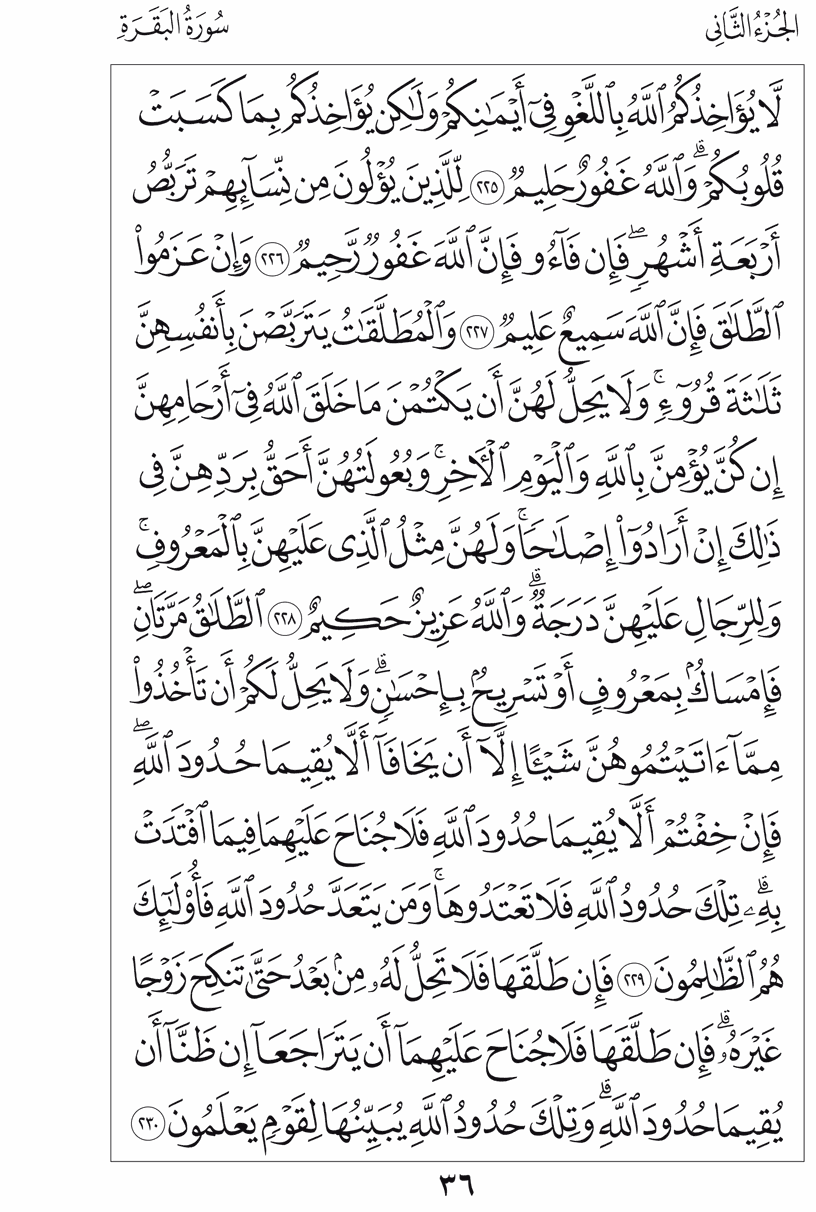 الجُزْءُ الثَّانِي
سُورَةُ البَقَرَةِ
لَّا يُؤَاخِذُكُمُ ٱللَّهُ بِٱللَّغْوِ فِىٓ أَيْمَٰنِكُمْ وَلَٰكِن يُؤَاخِذُكُم بِمَا كَسَبَتْ
قُلُوبُكُمْ ۗ وَٱللَّهُ غَفُورٌ حَلِيمٌ ٢٢٥ لِّلَّذِينَ يُؤْلُونَ مِن نِّسَآئِهِمْ تَرَبُّصُ
أَرْبَعَةِ أَشْهُرٍ ۖ فَإِن فَآءُو فَإِنَّ ٱللَّهَ غَفُورٌ رَّحِيمٌ ٢٢٦ وَإِنْ عَزَمُوا۟
ٱلطَّلَٰقَ فَإِنَّ ٱللَّهَ سَمِيعٌ عَلِيمٌ ٢٢٧ وَٱلْمُطَلَّقَٰتُ يَتَرَبَّصْنَ بِأَنفُسِهِنَّ
ثَلَٰثَةَ قُرُوٓءٍ ۚ وَلَا يَحِلُّ لَهُنَّ أَن يَكْتُمْنَ مَا خَلَقَ ٱللَّهُ فِىٓ أَرْحَامِهِنَّ
إِن كُنَّ يُؤْمِنَّ بِٱللَّهِ وَٱلْيَوْمِ ٱلْءَاخِرِ ۚ وَبُعُولَتُهُنَّ أَحَقُّ بِرَدِّهِنَّ فِى
ذَٰلِكَ إِنْ أَرَادُوٓا۟ إِصْلَٰحًا ۚ وَلَهُنَّ مِثْلُ ٱلَّذِى عَلَيْهِنَّ بِٱلْمَعْرُوفِ ۚ
وَلِلرِّجَالِ عَلَيْهِنَّ دَرَجَةٌ ۗ وَٱللَّهُ عَزِيزٌ حَكِيمٌ ٢٢٨ ٱلطَّلَٰقُ مَرَّتَانِ ۖ
فَإِمْسَاكٌۢ بِمَعْرُوفٍ أَوْ تَسْرِيحٌۢ بِإِحْسَٰنٍ ۗ وَلَا يَحِلُّ لَكُمْ أَن تَأْخُذُوا۟
مِمَّآ ءَاتَيْتُمُوهُنَّ شَيْـًٔا إِلَّآ أَن يَخَافَآ أَلَّا يُقِيمَا حُدُودَ ٱللَّهِ ۖ
فَإِنْ خِفْتُمْ أَلَّا يُقِيمَا حُدُودَ ٱللَّهِ فَلَا جُنَاحَ عَلَيْهِمَا فِيمَا ٱفْتَدَتْ
بِهِۦ ۗ تِلْكَ حُدُودُ ٱللَّهِ فَلَا تَعْتَدُوهَا ۚ وَمَن يَتَعَدَّ حُدُودَ ٱللَّهِ فَأُو۟لَٰٓئِكَ
هُمُ ٱلظَّٰلِمُونَ ٢٢٩ فَإِن طَلَّقَهَا فَلَا تَحِلُّ لَهُۥ مِنۢ بَعْدُ حَتَّىٰ تَنكِحَ زَوْجًا
غَيْرَهُۥ ۗ فَإِن طَلَّقَهَا فَلَا جُنَاحَ عَلَيْهِمَآ أَن يَتَرَاجَعَآ إِن ظَنَّآ أَن
يُقِيمَا حُدُودَ ٱللَّهِ ۗ وَتِلْكَ حُدُودُ ٱللَّهِ يُبَيِّنُهَا لِقَوْمٍ يَعْلَمُونَ ٢٣٠
٣٦